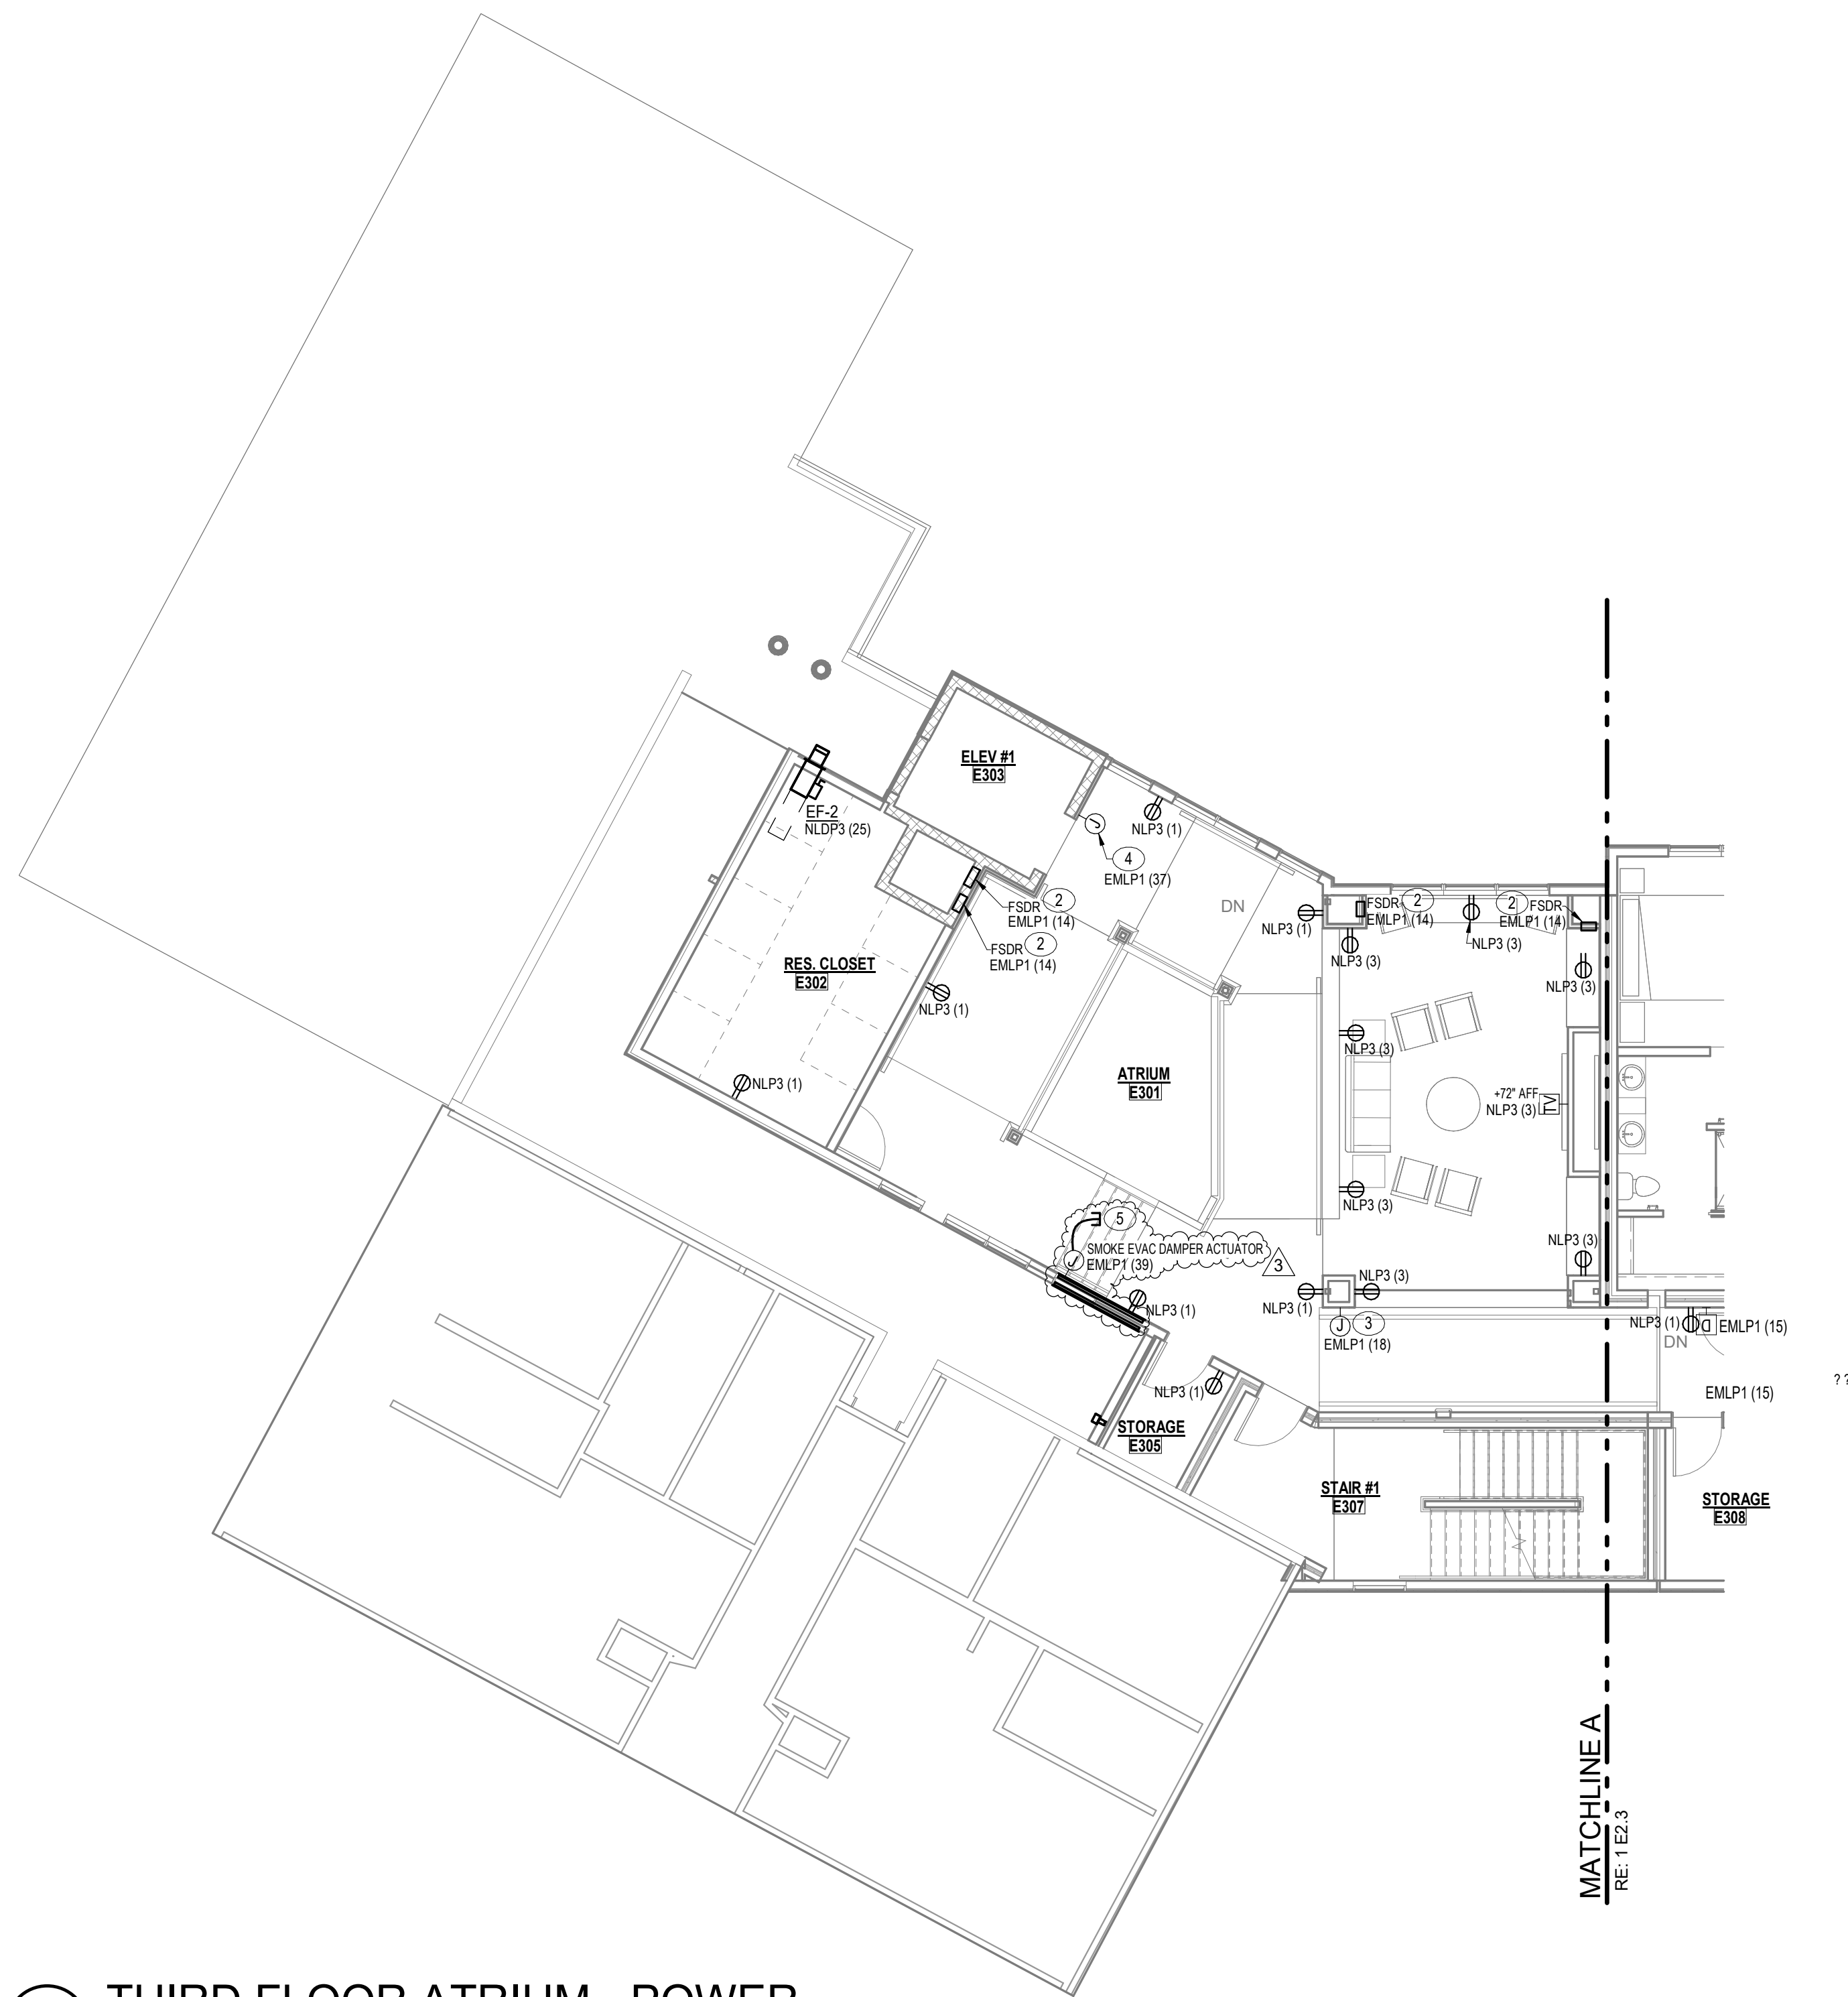 ELEV #1
E303
EF-2
NLDP3 (25)
NLP3 (1)
4
EMLP1 (37)
2
FSDR
EMLP1 (14)
2
FSDR
EMLP1 (14)
DN
RES. CLOSET
E302
NLP3 (1)
NLP3 (1)
ATRIUM
E301
NLP3 (1)
FSDR
2
EMLP1 (14)
NLP3 (3)
2
FSDR
EMLP1 (14)
NLP3 (3)
NLP3 (3)
NLP3 (3)
+72" AFF
NLP3 (3)
TV
NLP3 (3)
NLP3 (3)
5
SMOKE EVAC DAMPER ACTUATOR
J
EMLP1 (39)
3
NLP3 (1)
NLP3 (1)
NLP3 (3)
J
3
EMLP1 (18)
NLP3 (1)
D
EMLP1 (15)
DN
EMLP1 (15)
? ?
NLP3 (1)
STORAGE
E305
STAIR #1
E307
STORAGE
E308
MATCHLINE A
RE: 1 E2.3
THIRD FLOOR ATRIUM - POWER